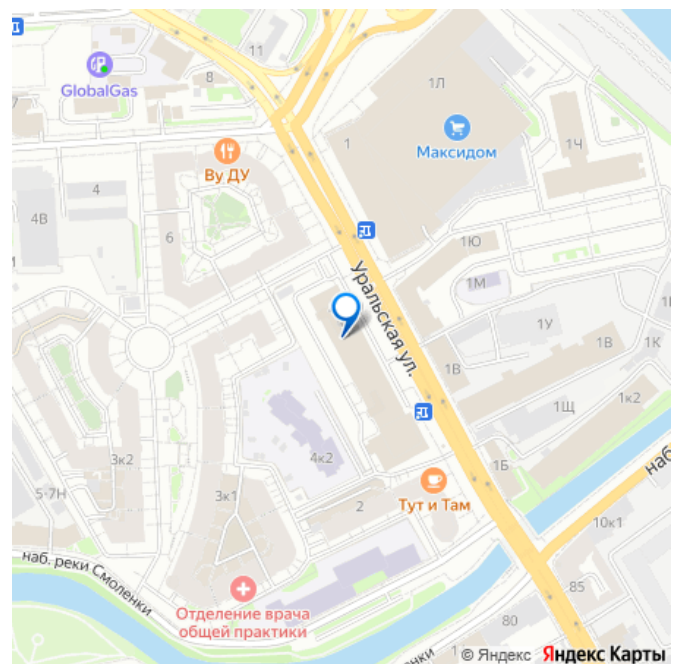 11
1Л
GlobalGas
8
7
1
Максидом
1Ч
Ву ДУ
4
4В
6
1Ю
1М
Уральская ул.
1У
1В
1К
1В
1Щ
1к2
3к2
4к2
1Б
наб
5-7Н
3к1
Тут и Там
2
10к1
наб. реки Смоленки
85
Отделение врача
общей практики
80
ленки
1
© Яндекс Яндекс Карты